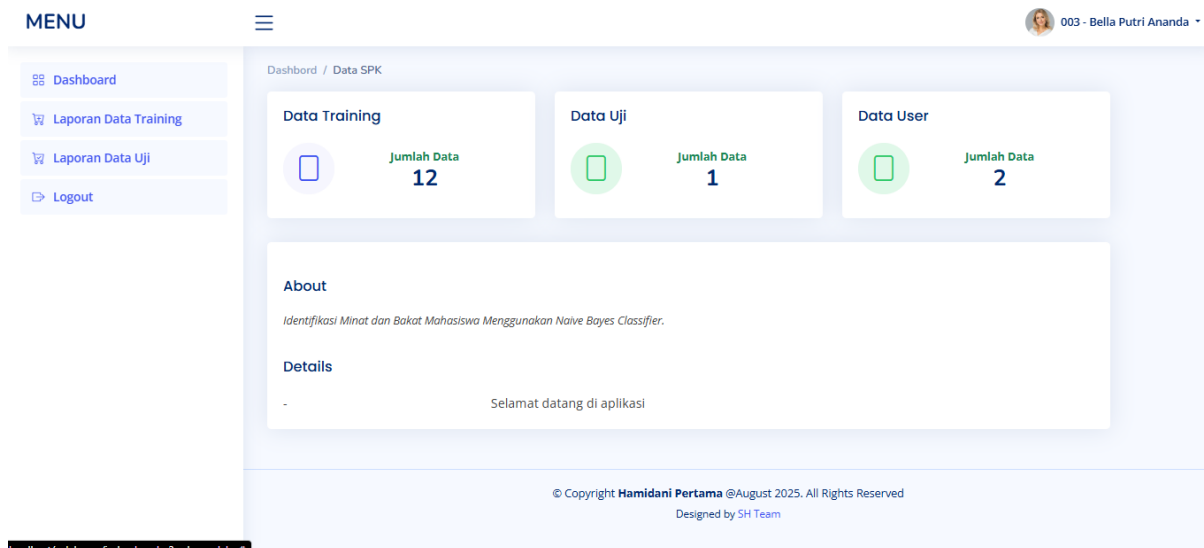 MENU
003 - Bella Putri Ananda
Dashboard
Laporan Data Training
Laporan Data Uji
Logout
Dashbord / Data SPK
Data Training
Jumlah Data
12
Data Uji
Jumlah Data
1
Data User
Jumlah Data
2
About
Identifikasi Minat dan Bakat Mahasiswa Menggunakan Naive Bayes Classifier.
Details
- Selamat datang di aplikasi
© Copyright Hamidani Pertama @August 2025. All Rights Reserved
Designed by SH Team